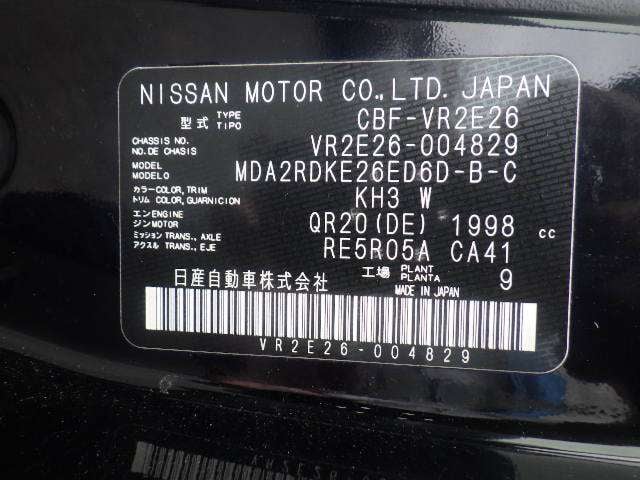 NISSAN MOTOR CO.,LTD. JAPAN
型式 TYPE TIPO CBF-VR2E26
CHASSIS NO. NO.DE CHASIS VR2E26-004829
MODEL MODELO MDA2RDKE26ED6D-B-C
カラー COLOR, TRIM トリム COLOR, GUARNICION KH3 W
エンジン ENGINE MOTOR QR20(DE) 1998 cc
ミッション TRANS., AXLE アクスル TRANS., EJE RE5R05A CA41
日産自動車株式会社 工場 PLANT PLANTA 9
MADE IN JAPAN
VR2E26-004829